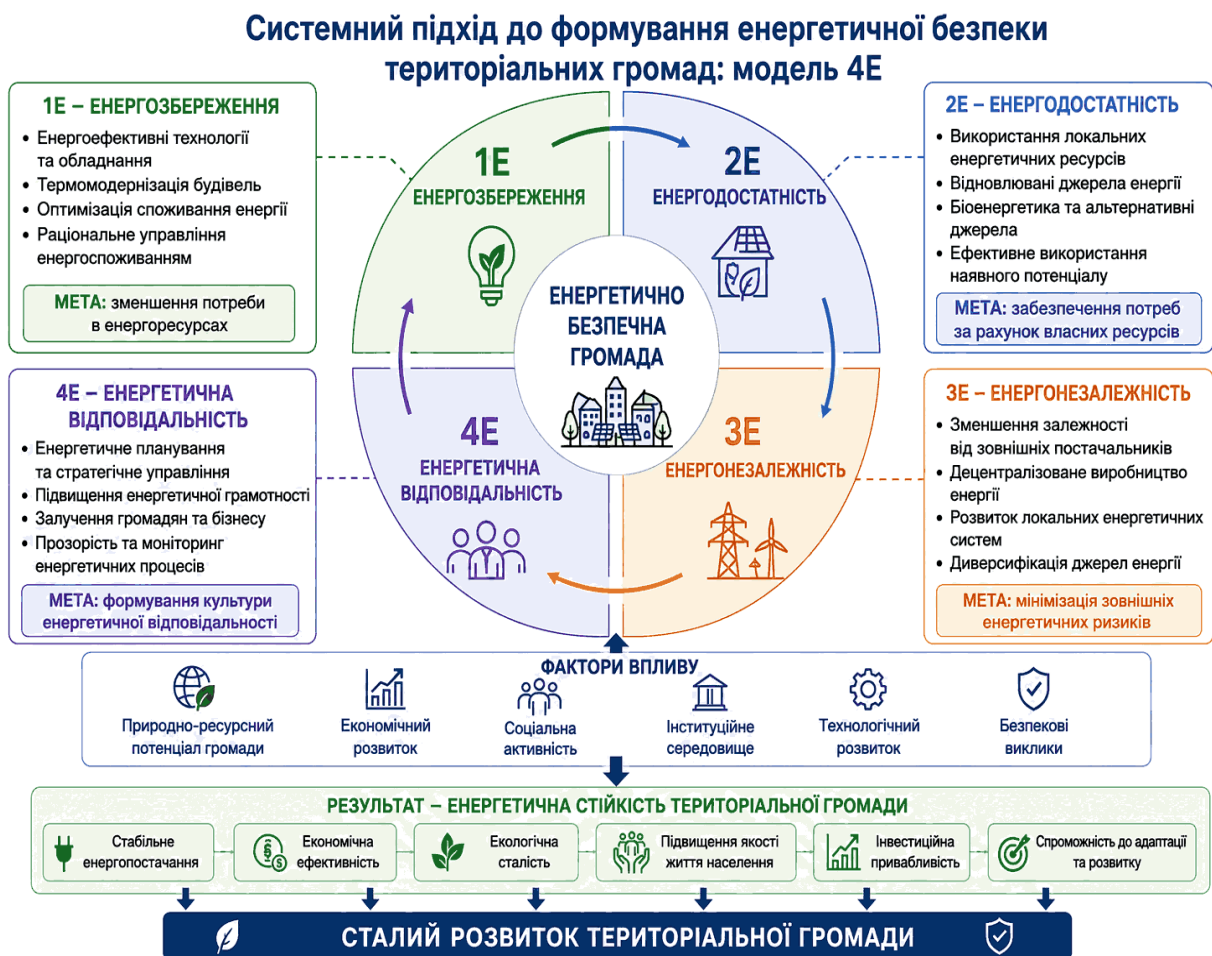 Системний підхід до формування енергетичної безпеки
територіальних громад: модель 4Е
1Е – ЕНЕРГОЗБЕРЕЖЕННЯ
• Енергоефективні технології
та обладнання
• Термомодернізація будівель
• Оптимізація споживання енергії
• Раціональне управління
енергоспоживанням
МЕТА: зменшення потреби
в енергоресурсах
1Е
ЕНЕРГОЗБЕРЕЖЕННЯ
2Е
ЕНЕРГОДОСТАТНІСТЬ
2Е – ЕНЕРГОДОСТАТНІСТЬ
• Використання локальних
енергетичних ресурсів
• Відновлювані джерела енергії
• Біоенергетика та альтернативні
джерела
• Ефективне використання
наявного потенціалу
МЕТА: забезпечення потреб
за рахунок власних ресурсів
ЕНЕРГЕТИЧНО
БЕЗПЕЧНА
ГРОМАДА
4Е – ЕНЕРГЕТИЧНА
ВІДПОВІДАЛЬНІСТЬ
• Енергетичне планування
та стратегічне управління
• Підвищення енергетичної грамотності
• Залучення громадян та бізнесу
• Прозорість та моніторинг
енергетичних процесів
МЕТА: формування культури
енергетичної відповідальності
4Е
ЕНЕРГЕТИЧНА
ВІДПОВІДАЛЬНІСТЬ
3Е
ЕНЕРГОНЕЗАЛЕЖНІСТЬ
3Е – ЕНЕРГОНЕЗАЛЕЖНІСТЬ
• Зменшення залежності
від зовнішніх постачальників
• Децентралізоване виробництво
енергії
• Розвиток локальних енергетичних
систем
• Диверсифікація джерел енергії
МЕТА: мінімізація зовнішніх
енергетичних ризиків
ФАКТОРИ ВПЛИВУ
Природно-ресурсний
потенціал громади
Економічний
розвиток
Соціальна
активність
Інституційне
середовище
Технологічний
розвиток
Безпекові
виклики
РЕЗУЛЬТАТ – ЕНЕРГЕТИЧНА СТІЙКІСТЬ ТЕРИТОРІАЛЬНОЇ ГРОМАДИ
Стабільне
енергопостачання
Економічна
ефективність
Екологічна
сталість
Підвищення якості
життя населення
Інвестиційна
привабливість
Спроможність до адаптації
та розвитку
СТАЛИЙ РОЗВИТОК ТЕРИТОРІАЛЬНОЇ ГРОМАДИ